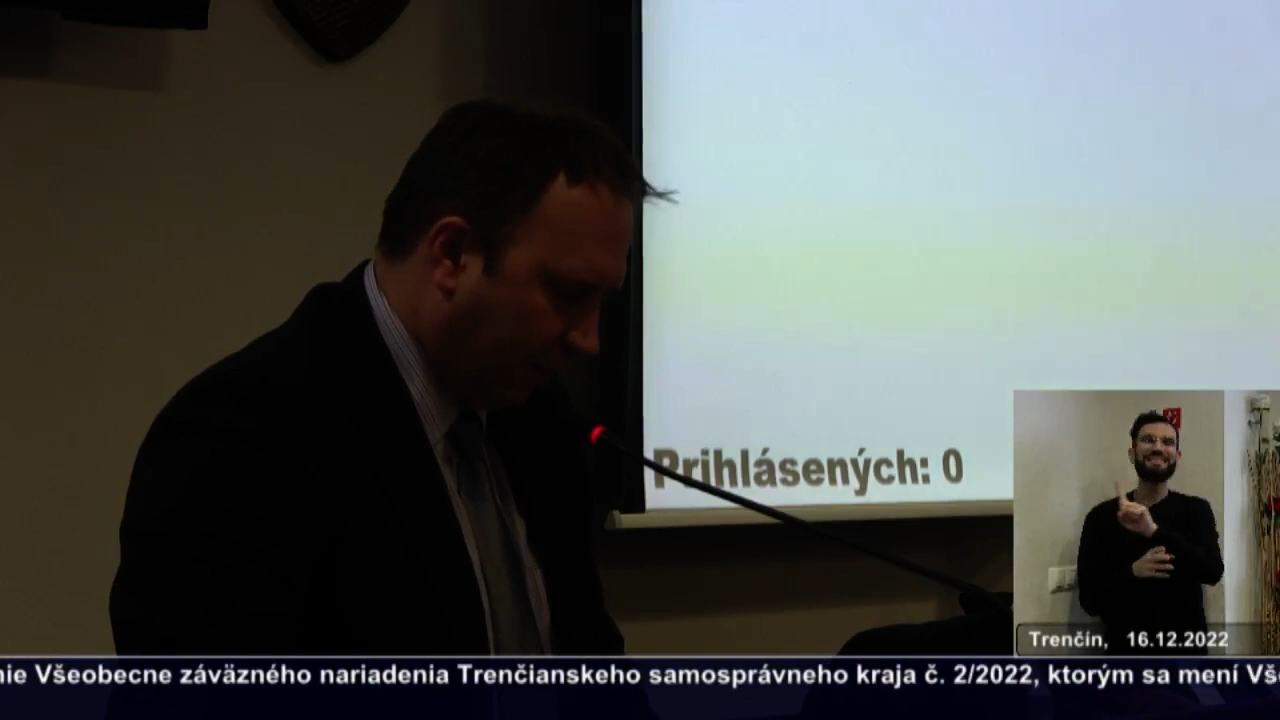 Prihlásených: 0
Trenčín, 16.12.2022
nie Všeobecne záväzného nariadenia Trenčianskeho samosprávneho kraja č. 2/2022, ktorým sa mení Vše